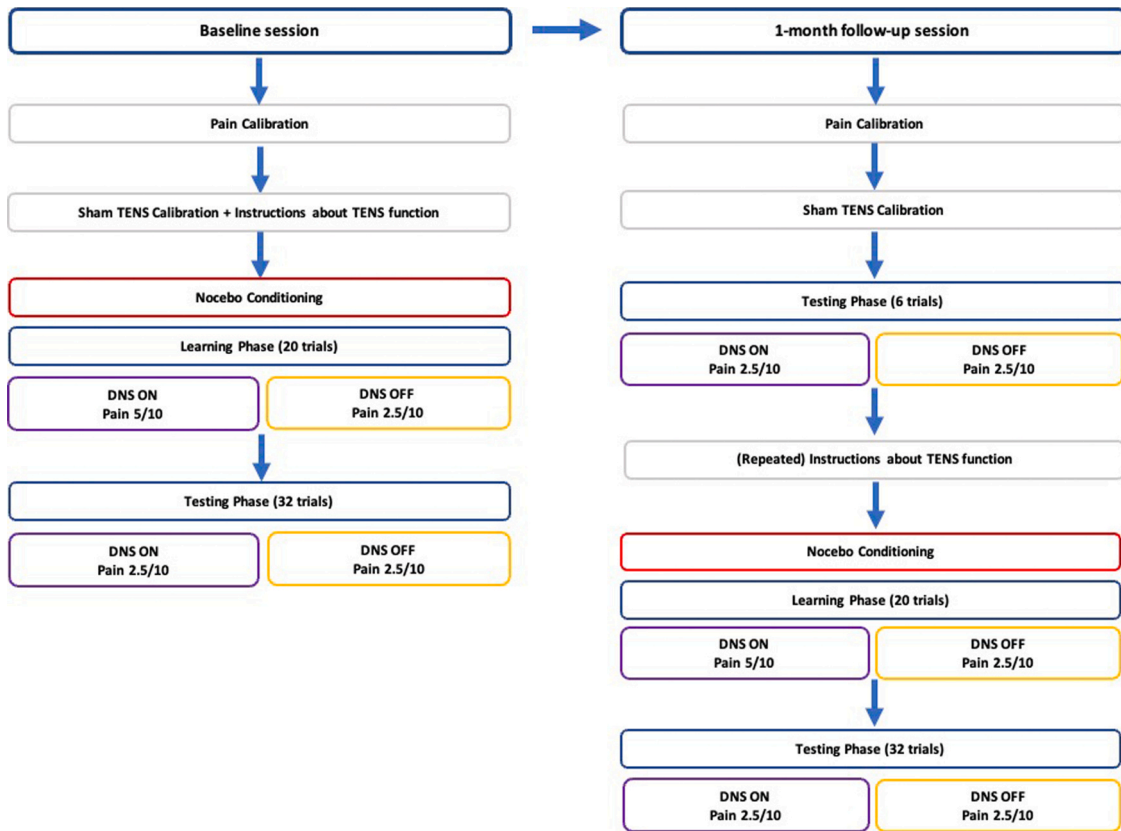 Baseline session
Pain Calibration
Sham TENS Calibration + Instructions about TENS function
Nocebo Conditioning
Learning Phase (20 trials)
DNS ON
Pain 5/10
DNS OFF
Pain 2.5/10
Testing Phase (32 trials)
DNS ON
Pain 2.5/10
DNS OFF
Pain 2.5/10
1-month follow-up session
Pain Calibration
Sham TENS Calibration
Testing Phase (6 trials)
DNS ON
Pain 2.5/10
DNS OFF
Pain 2.5/10
(Repeated) Instructions about TENS function
Nocebo Conditioning
Learning Phase (20 trials)
DNS ON
Pain 5/10
DNS OFF
Pain 2.5/10
Testing Phase (32 trials)
DNS ON
Pain 2.5/10
DNS OFF
Pain 2.5/10